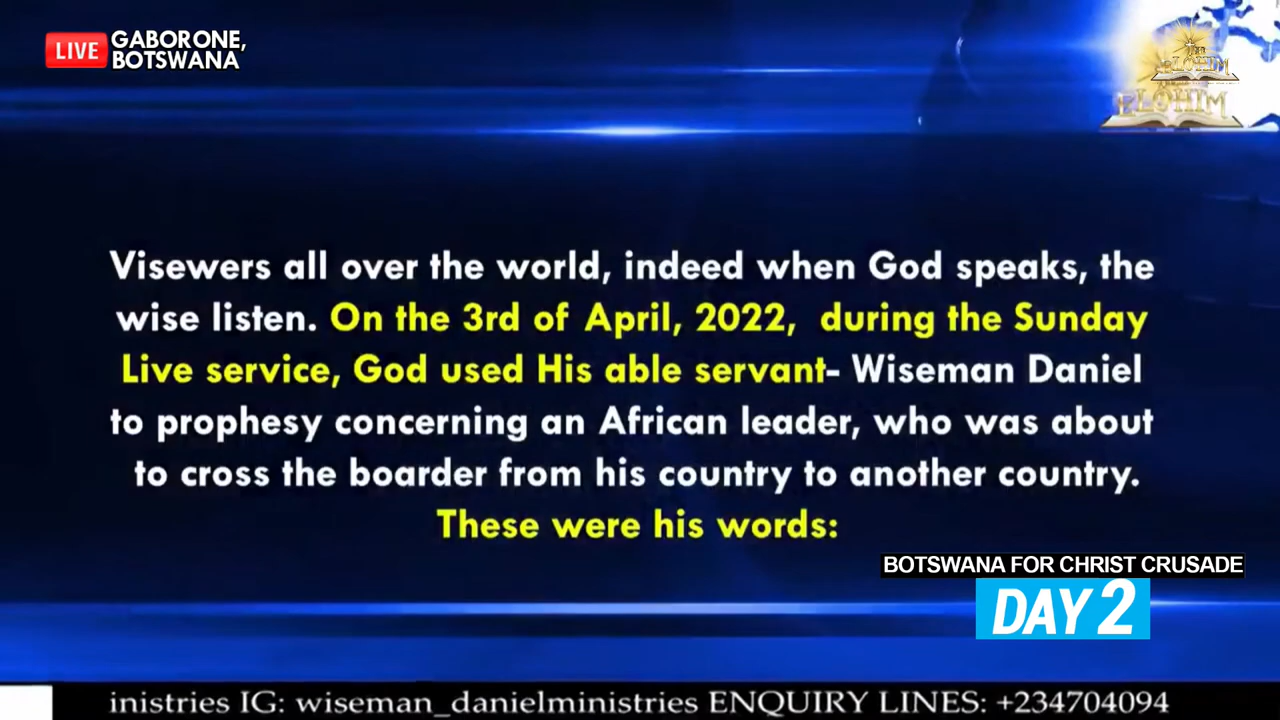 LIVE
GABORONE,
BOTSWANA
ELOHIM
ELOHIM
Visewers all over the world, indeed when God speaks, the
wise listen. On the 3rd of April, 2022, during the Sunday
Live service, God used His able servant- Wiseman Daniel
to prophesy concerning an African leader, who was about
to cross the boarder from his country to another country.
These were his words:
BOTSWANA FOR CHRIST CRUSADE
DAY 2
inistries IG: wiseman_danielministries ENQUIRY LINES: +234704094